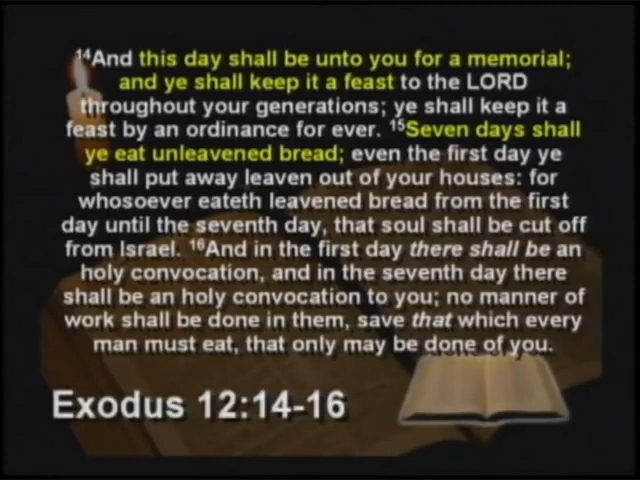 14And this day shall be unto you for a memorial;
and ye shall keep it a feast to the LORD
throughout your generations; ye shall keep it a
feast by an ordinance for ever. 15Seven days shall
ye eat unleavened bread; even the first day ye
shall put away leaven out of your houses: for
whosoever eateth leavened bread from the first
day until the seventh day, that soul shall be cut off
from Israel. 16And in the first day there shall be an
holy convocation, and in the seventh day there
shall be an holy convocation to you; no manner of
work shall be done in them, save that which every
man must eat, that only may be done of you.
Exodus 12:14-16